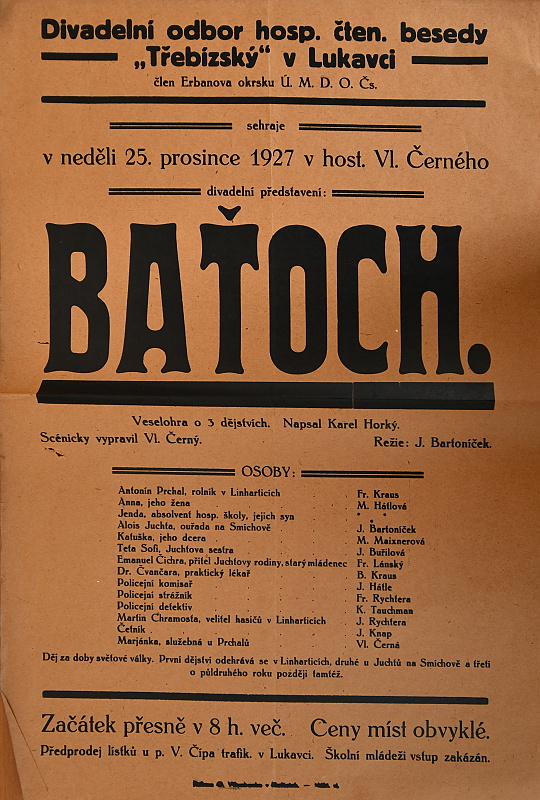 Divadelní odbor hosp. čten. besedy
„Třebízský“ v Lukavci
člen Erbanova okrsku Ú. M. D. O. Čs.
sehraje
v neděli 25. prosince 1927 v host. Vl. Černého
divadelní představení:
BAŤOCH.
Veselohra o 3 dějstvích. Napsal Karel Horký.
Scénicky vypravil Vl. Černý. Režie: J. Bartoníček.
OSOBY:
Antonín Prchal, rolník v Linharticích . . Fr. Kraus
Anna, jeho žena . . . . M. Hátlová
Jenda, absolvent hosp. školy, jejich syn . * * *
Alois Juchta, ouřada na Smíchově . . J. Bartoníček
Katuška, jeho dcera . . . . M. Maixnerová
Teta Sofi, Juchtova sestra . . . J. Buřilová
Emanuel Čichra, přítel Juchtovy rodiny, starý mládenec Fr. Lánský
Dr. Čvančara, praktický lékař . . . B. Kraus
Policejní komisař . . . . J. Hátle
Policejní strážník . . . . Fr. Rychtera
Policejní detektiv . . . . K. Tauchman
Martin Chramosta, velitel hasičů v Linharticích . J. Rychtera
Četník . . . . . J. Knap
Marjánka, služebná u Prchalů . . . Vl. Černá
Děj za doby světové války. První dějství odehrává se v Linharticích, druhé u Juchtů na Smíchově a třetí
o půldruhého roku později tamtéž.
Začátek přesně v 8 h. več. Ceny míst obvyklé.
Předprodej lístků u p. V. Čípa trafik. v Lukavci. Školní mládeži vstup zakázán.